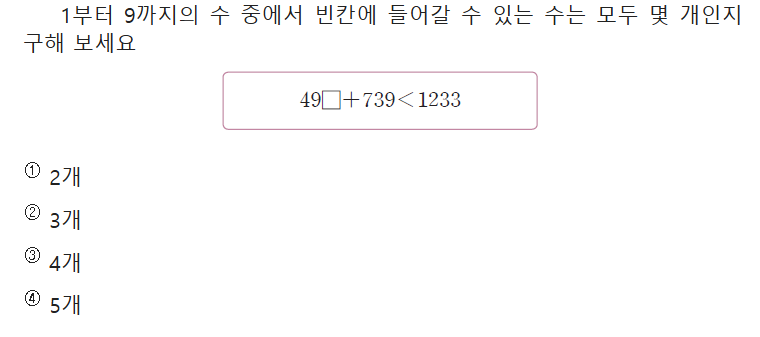 1부터 9까지의 수 중에서 빈칸에 들어갈 수 있는 수는 모두 몇 개인지
구해 보세요
49□+739<1233
① 2개
② 3개
③ 4개
④ 5개